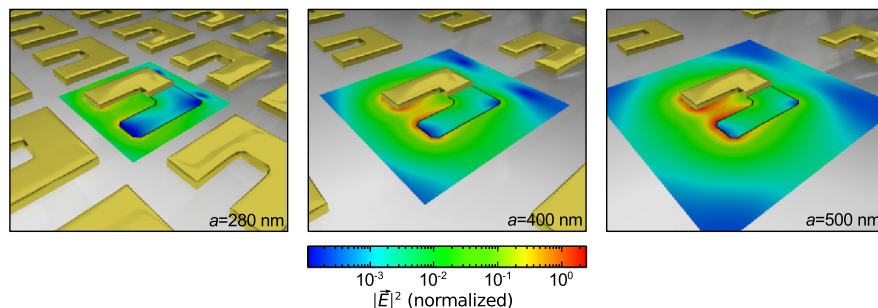 a=280 nm
a=400 nm
a=500 nm
10⁻³ 10⁻² 10⁻¹ 10⁰
|E⃗|² (normalized)